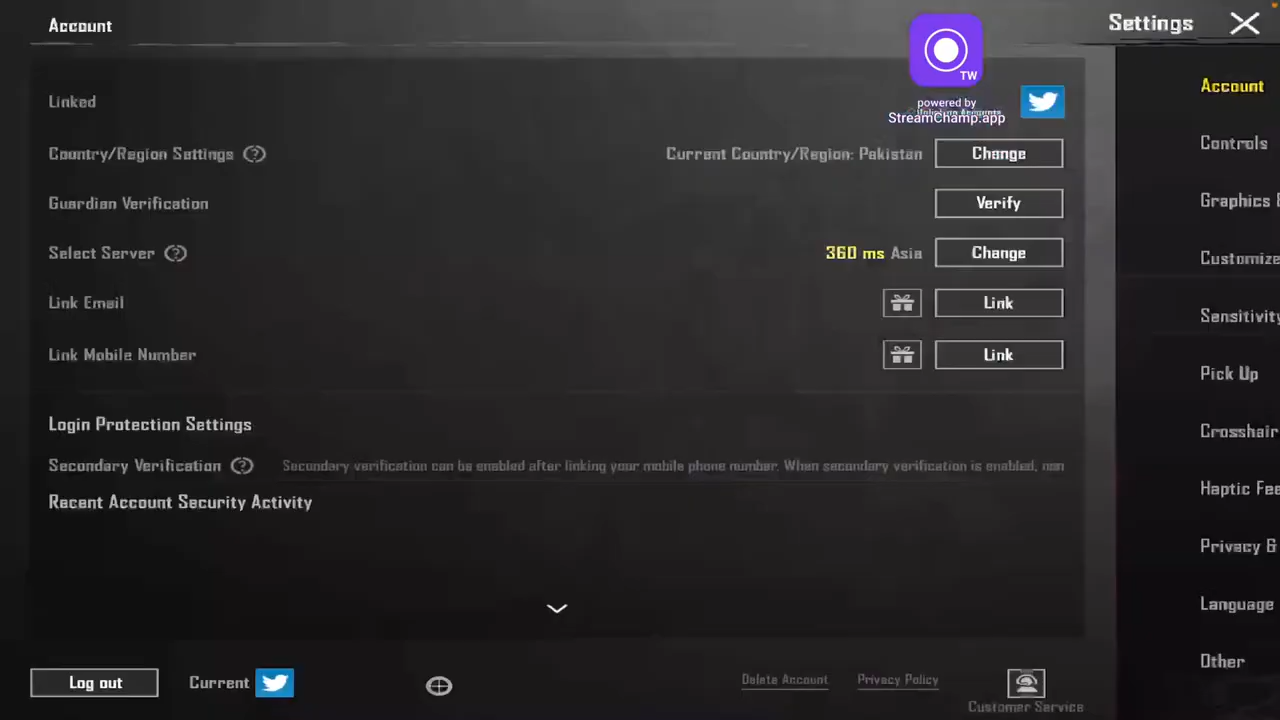 Account
Settings
TW
powered by
StreamChamp.app
Linked
Account
Country/Region Settings
Current Country/Region: Pakistan
Change
Controls
Guardian Verification
Verify
Graphics
Select Server
360 ms Asia
Change
Customize
Link Email
Link
Sensitivity
Link Mobile Number
Link
Pick Up
Login Protection Settings
Crosshair
Secondary Verification
Secondary verification can be enabled after linking your mobile phone number. When secondary verification is enabled, non
Haptic Fee
Recent Account Security Activity
Privacy &
Language
Other
Log out
Current
Delete Account
Privacy Policy
Customer Service